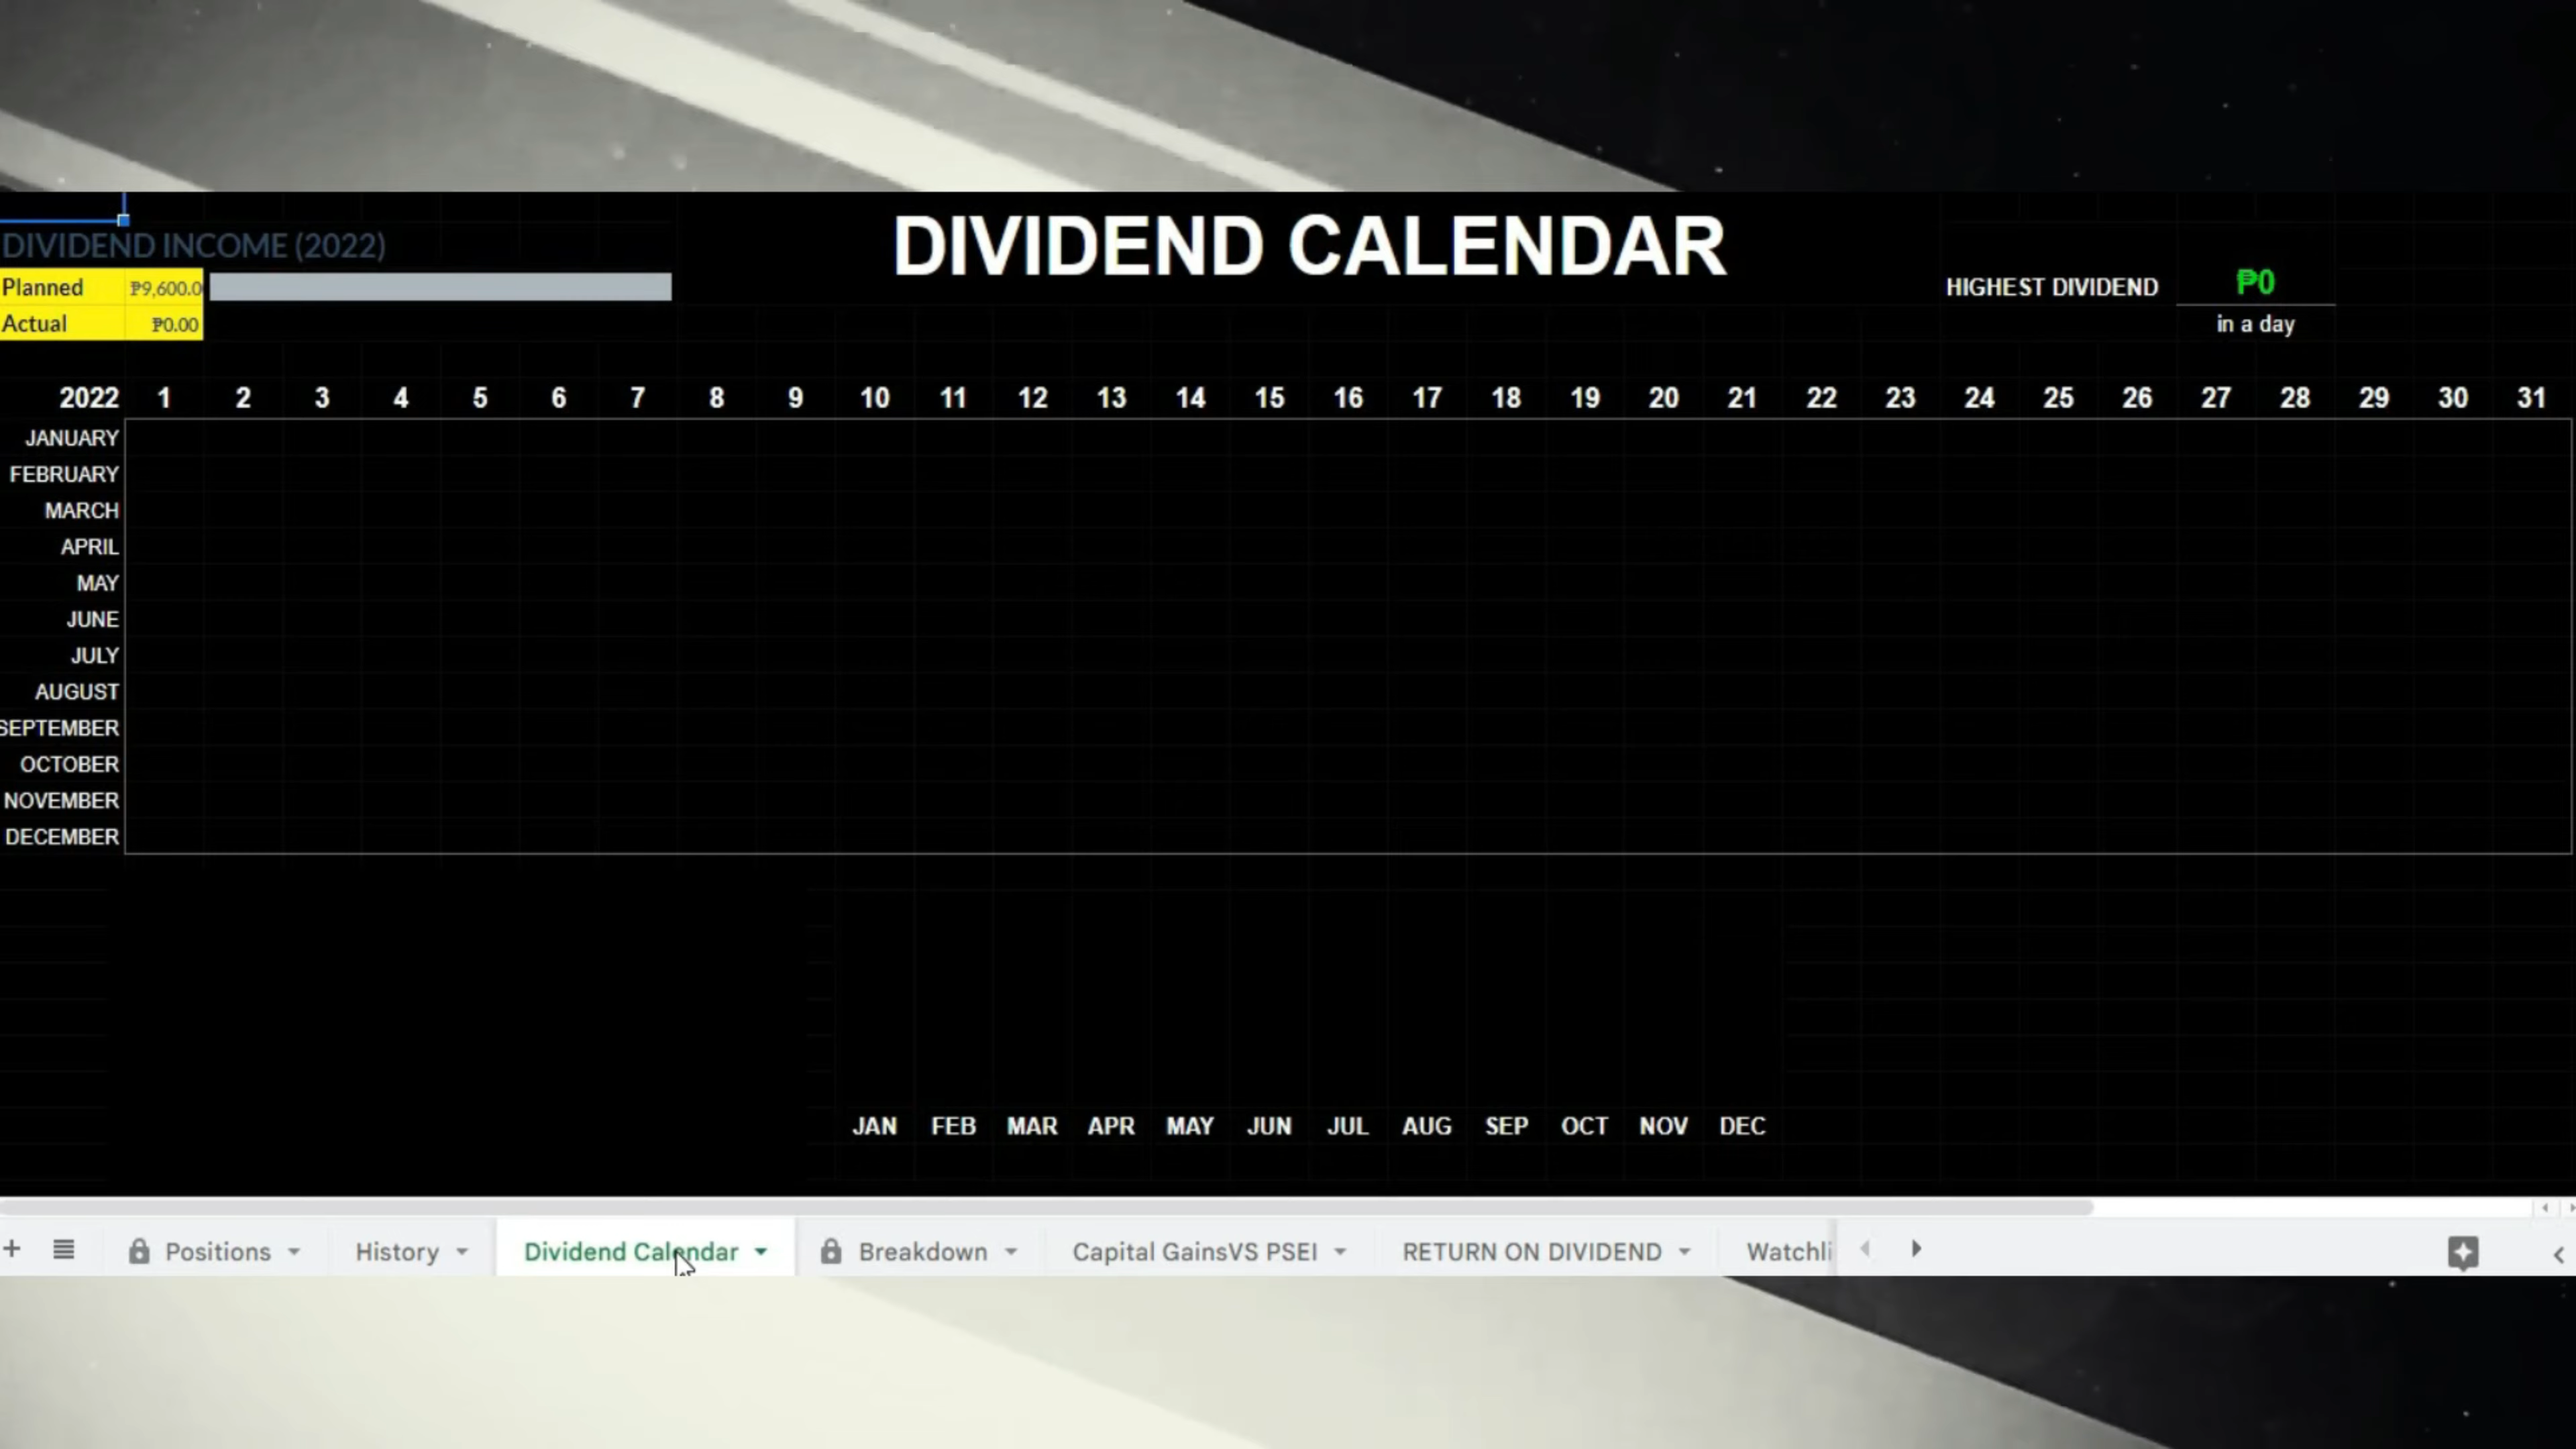 DIVIDEND CALENDAR
DIVIDEND INCOME (2022)
Planned ₱9,600.0
Actual ₱0.00
HIGHEST DIVIDEND ₱0
in a day
2022 1 2 3 4 5 6 7 8 9 10 11 12 13 14 15 16 17 18 19 20 21 22 23 24 25 26 27 28 29 30 31
JANUARY
FEBRUARY
MARCH
APRIL
MAY
JUNE
JULY
AUGUST
SEPTEMBER
OCTOBER
NOVEMBER
DECEMBER
JAN FEB MAR APR MAY JUN JUL AUG SEP OCT NOV DEC
Positions History Dividend Calendar Breakdown Capital GainsVS PSEI RETURN ON DIVIDEND Watchli